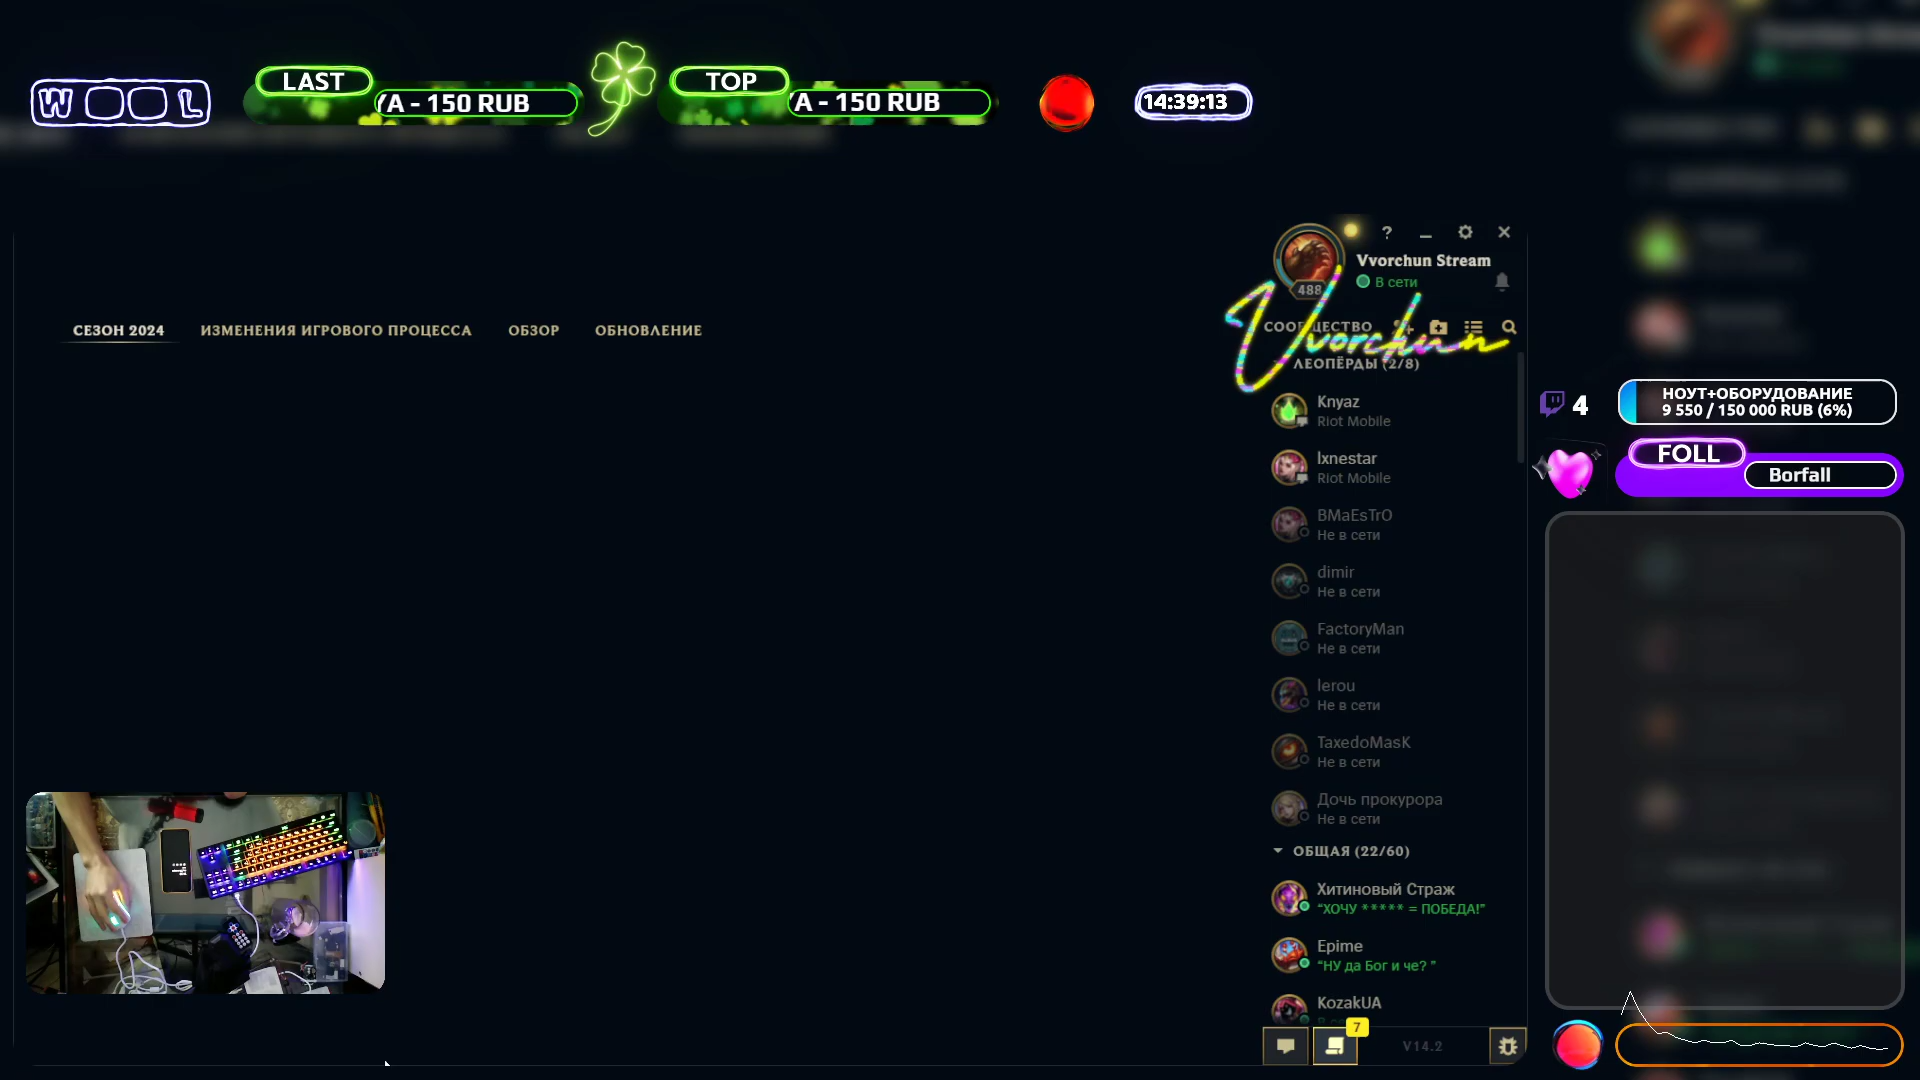 W O O L
LAST
YA - 150 RUB
TOP
A - 150 RUB
14:39:13
Vvorchun Stream
В сети
488
Vvorchun
СЕЗОН 2024
ИЗМЕНЕНИЯ ИГРОВОГО ПРОЦЕССА
ОБЗОР
ОБНОВЛЕНИЕ
СООБЩЕСТВО
ЛЕОПЁРДЫ (2/8)
Knyaz
Riot Mobile
lxnestar
Riot Mobile
BMaEsTrO
Не в сети
dimir
Не в сети
FactoryMan
Не в сети
lerou
Не в сети
TaxedoMasK
Не в сети
Дочь прокурора
Не в сети
ОБЩАЯ (22/60)
Хитиновый Страж
“ХОЧУ ***** = ПОБЕДА!”
Epime
“НУ да Бог и че? ”
KozakUA
7
V14.2
4
НОУТ+ОБОРУДОВАНИЕ
9 550 / 150 000 RUB (6%)
FOLL
Borfall